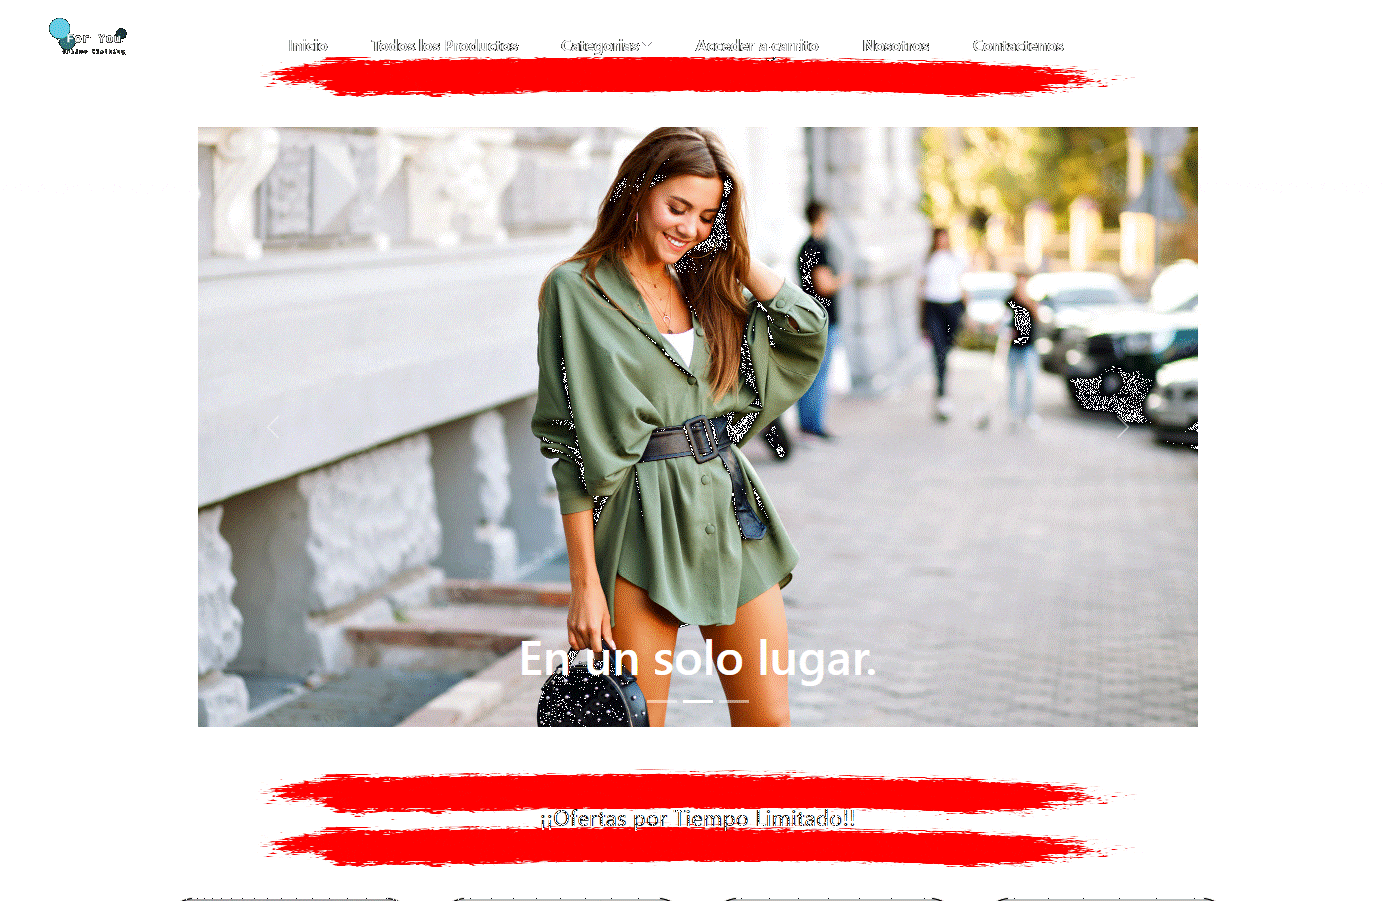 For You
Online Clothing
Inicio
Todos los Productos
Categorias
Acceder a carrito
Nosotros
Contactenos
En un solo lugar.
¡¡Ofertas por Tiempo Limitado!!